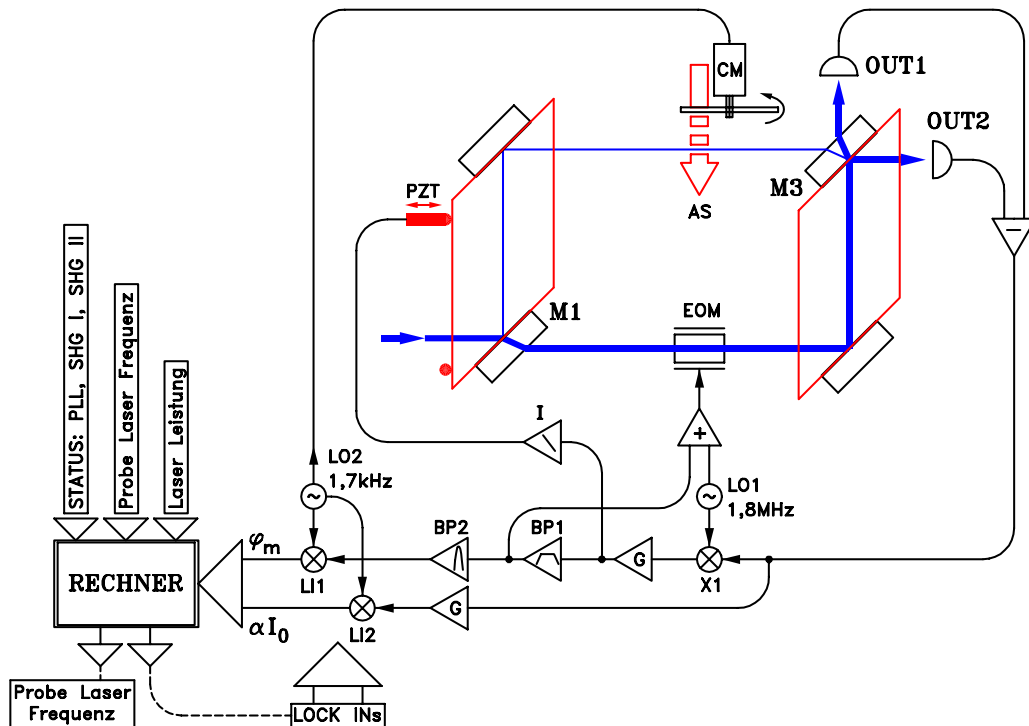 CM
OUT1
OUT2
M3
AS
PZT
M1
EOM
−
STATUS: PLL, SHG I, SHG II
Probe Laser Frequenz
Laser Leistung
I
+
LO2
1,7kHz
~
LO1
1,8MHz
~
φm
BP2
BP1
G
X1
LI1
RECHNER
αI0
LI2
G
Probe Laser
Frequenz
LOCK INs